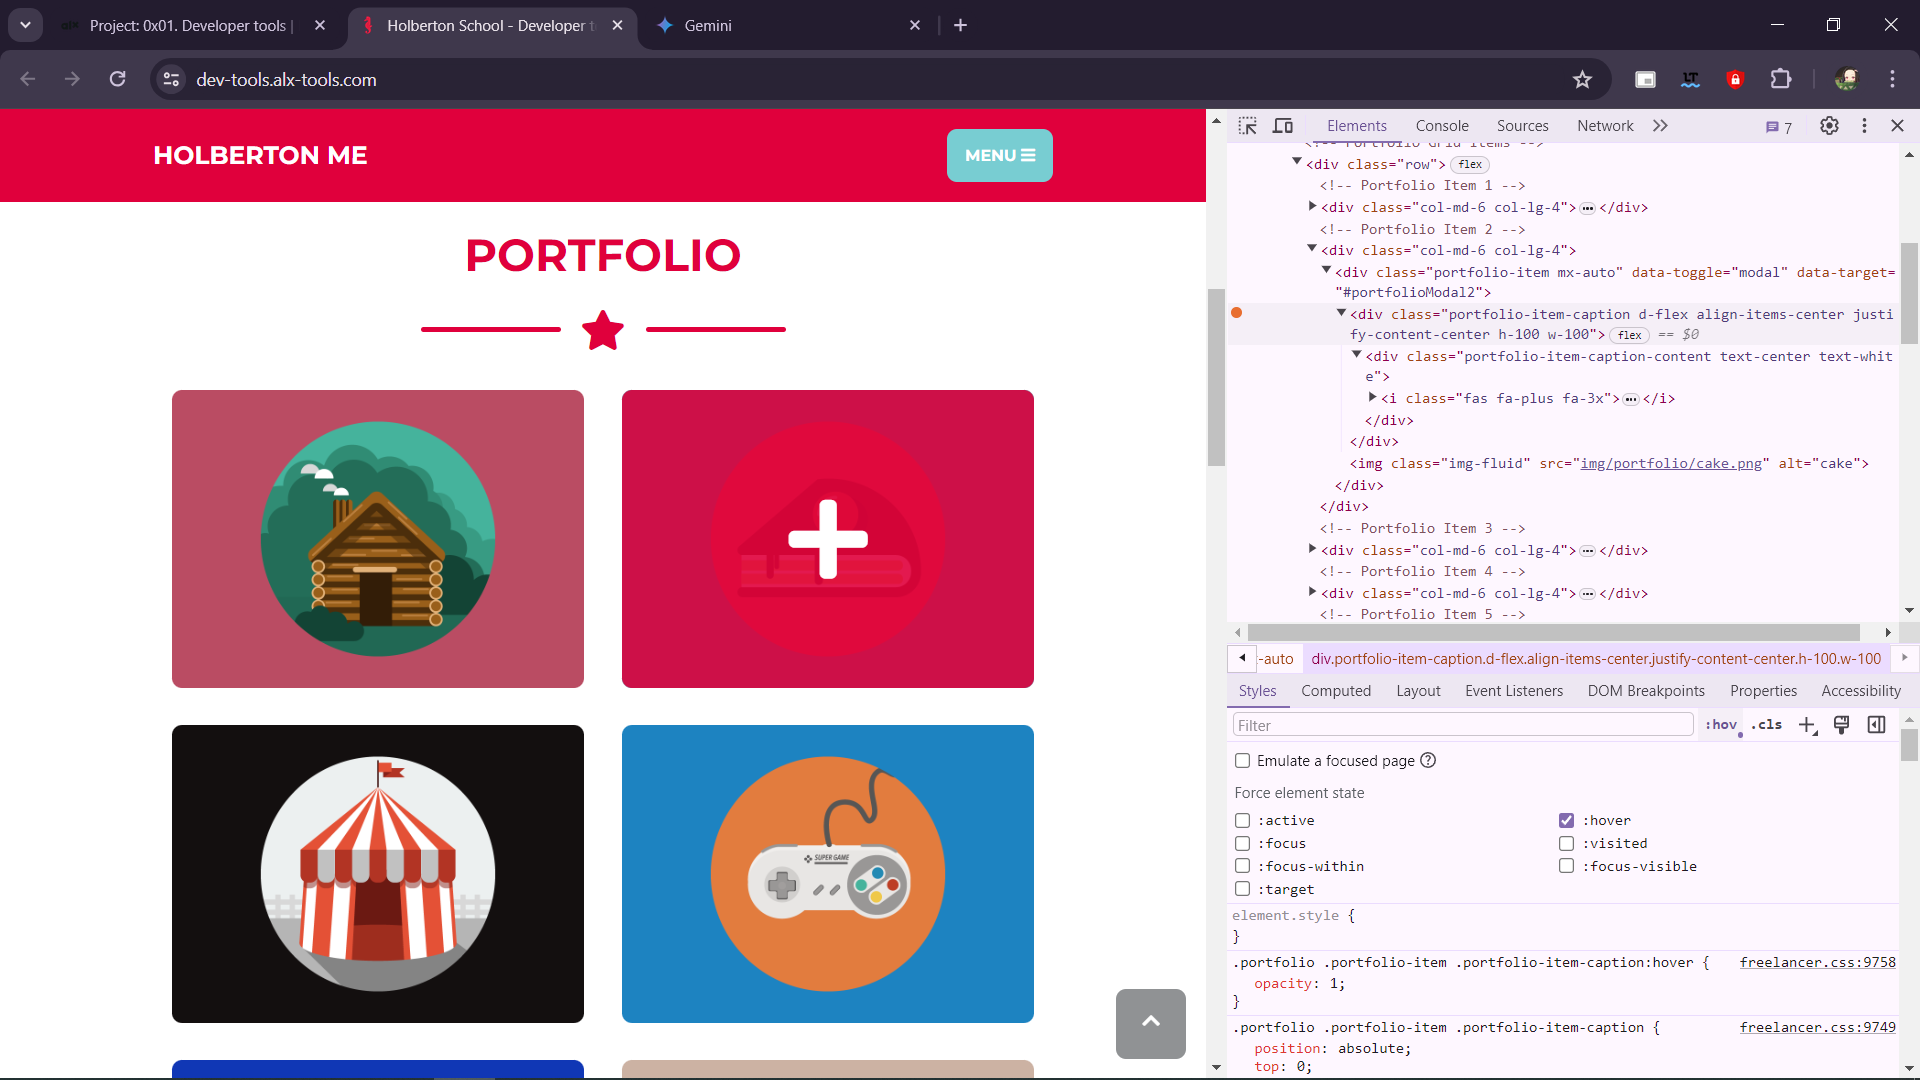 Project: 0x01. Developer tools |
Holberton School - Developer t
Gemini
dev-tools.alx-tools.com
HOLBERTON ME
MENU
PORTFOLIO
SUPER GAME
Elements Console Sources Network 7
<!-- Portfolio Grid Items -->
<div class="row"> flex
<!-- Portfolio Item 1 -->
<div class="col-md-6 col-lg-4"> ••• </div>
<!-- Portfolio Item 2 -->
<div class="col-md-6 col-lg-4">
<div class="portfolio-item mx-auto" data-toggle="modal" data-target=
"#portfolioModal2">
<div class="portfolio-item-caption d-flex align-items-center justi
fy-content-center h-100 w-100"> flex == $0
<div class="portfolio-item-caption-content text-center text-whit
e">
<i class="fas fa-plus fa-3x"> ••• </i>
</div>
</div>
<img class="img-fluid" src="img/portfolio/cake.png" alt="cake">
</div>
</div>
<!-- Portfolio Item 3 -->
<div class="col-md-6 col-lg-4"> ••• </div>
<!-- Portfolio Item 4 -->
<div class="col-md-6 col-lg-4"> ••• </div>
<!-- Portfolio Item 5 -->
-auto div.portfolio-item-caption.d-flex.align-items-center.justify-content-center.h-100.w-100
Styles Computed Layout Event Listeners DOM Breakpoints Properties Accessibility
Filter :hov .cls
Emulate a focused page
Force element state
:active :hover
:focus :visited
:focus-within :focus-visible
:target
element.style {
}
.portfolio .portfolio-item .portfolio-item-caption:hover { freelancer.css:9758
opacity: 1;
}
.portfolio .portfolio-item .portfolio-item-caption { freelancer.css:9749
position: absolute;
top: 0;